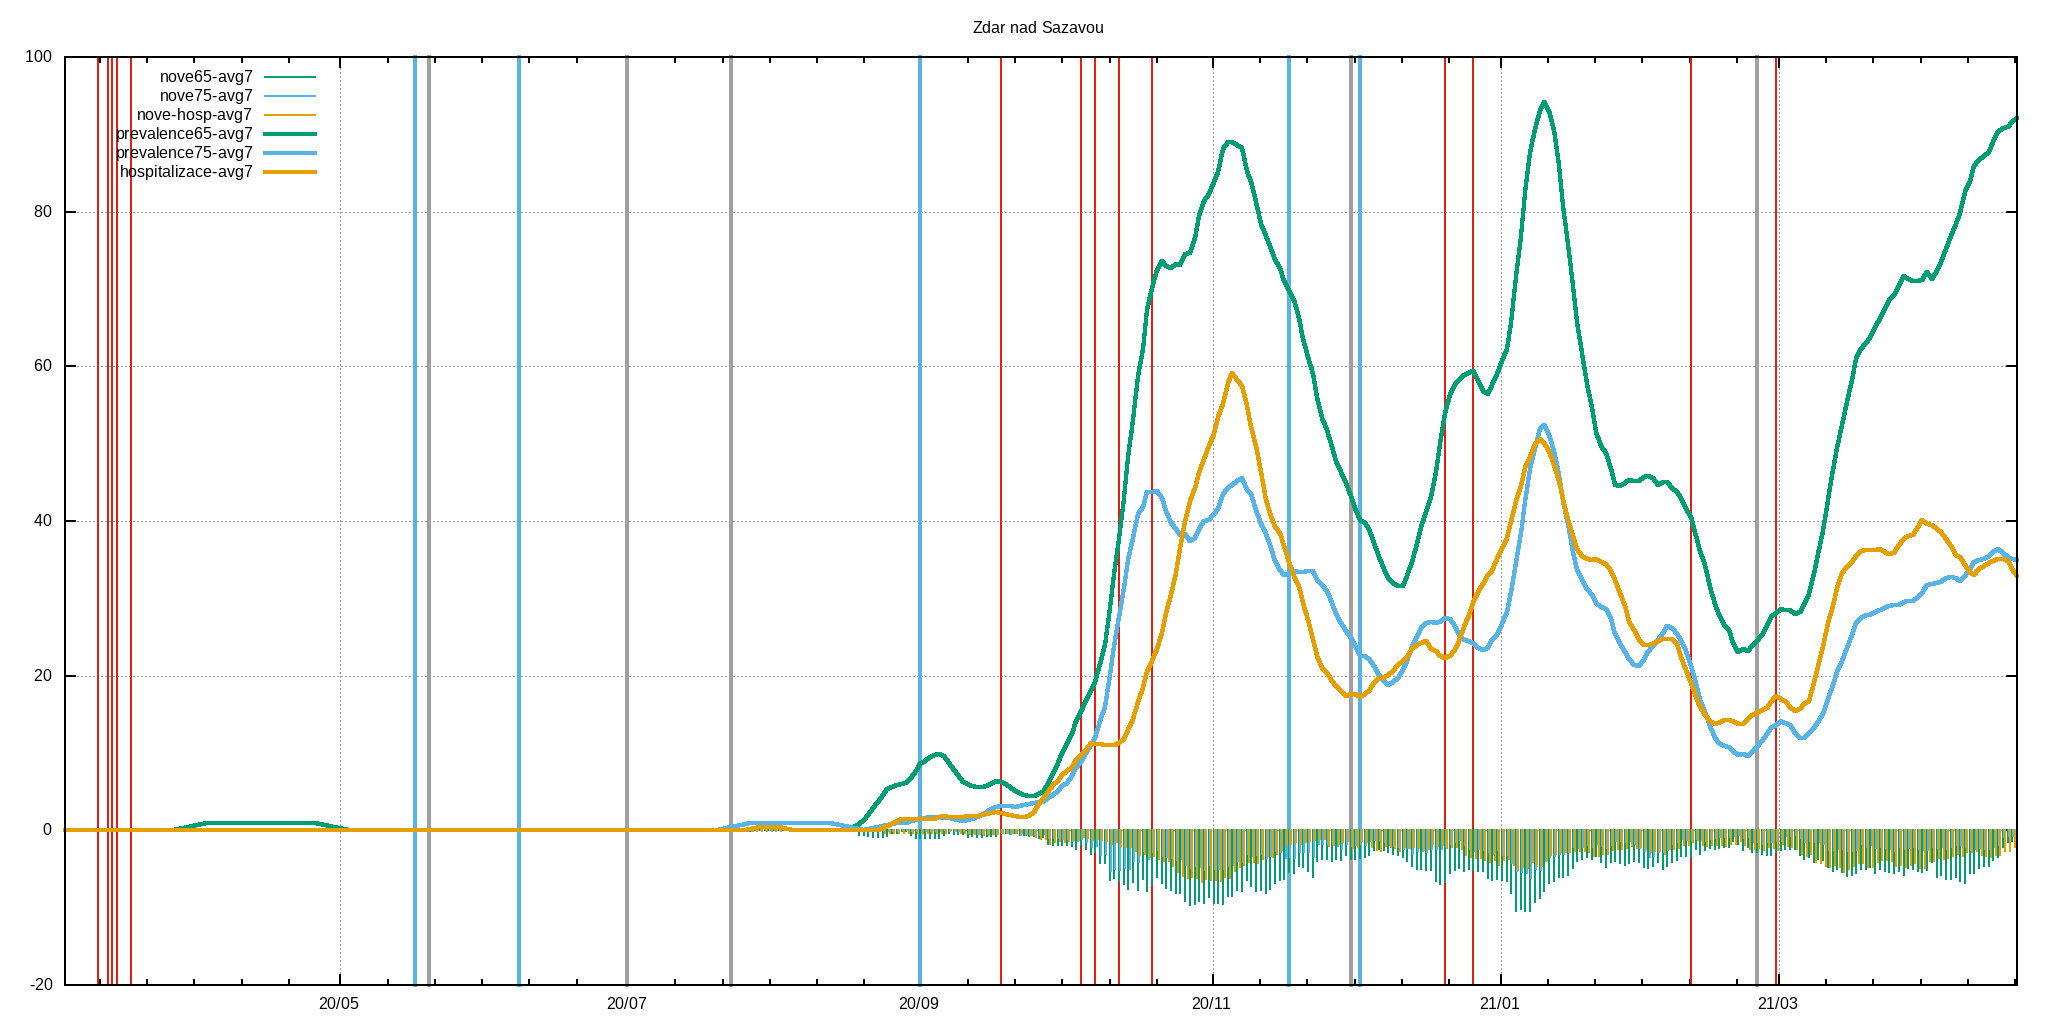 Zdar nad Sazavou
100
80
60
40
20
0
-20
nove65-avg7
nove75-avg7
nove-hosp-avg7
prevalence65-avg7
prevalence75-avg7
hospitalizace-avg7
20/05
20/07
20/09
20/11
21/01
21/03